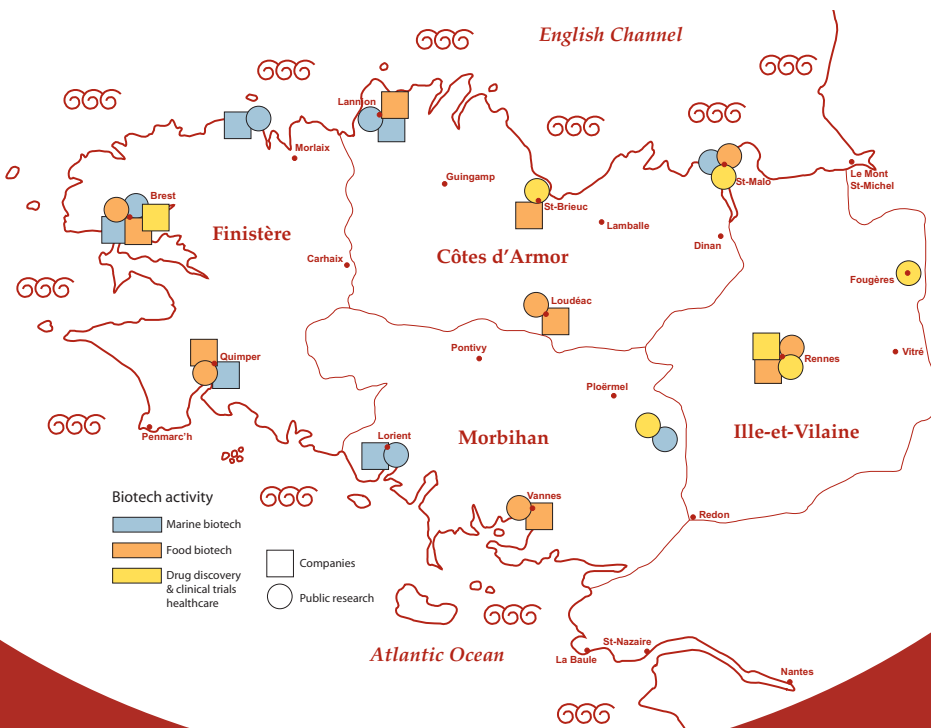 English Channel
Lannion
Morlaix
Guingamp
Le Mont
St-Michel
St-Malo
Brest
St-Brieuc
Lamballe
Finistère
Dinan
Côtes d'Armor
Carhaix
Fougères
Loudéac
Pontivy
Quimper
Rennes
Vitré
Ploërmel
Penmarc'h
Lorient
Morbihan
Ille-et-Vilaine
Vannes
Redon
Biotech activity
Marine biotech
Food biotech
Drug discovery
& clinical trials
healthcare
Companies
Public research
Atlantic Ocean
St-Nazaire
La Baule
Nantes